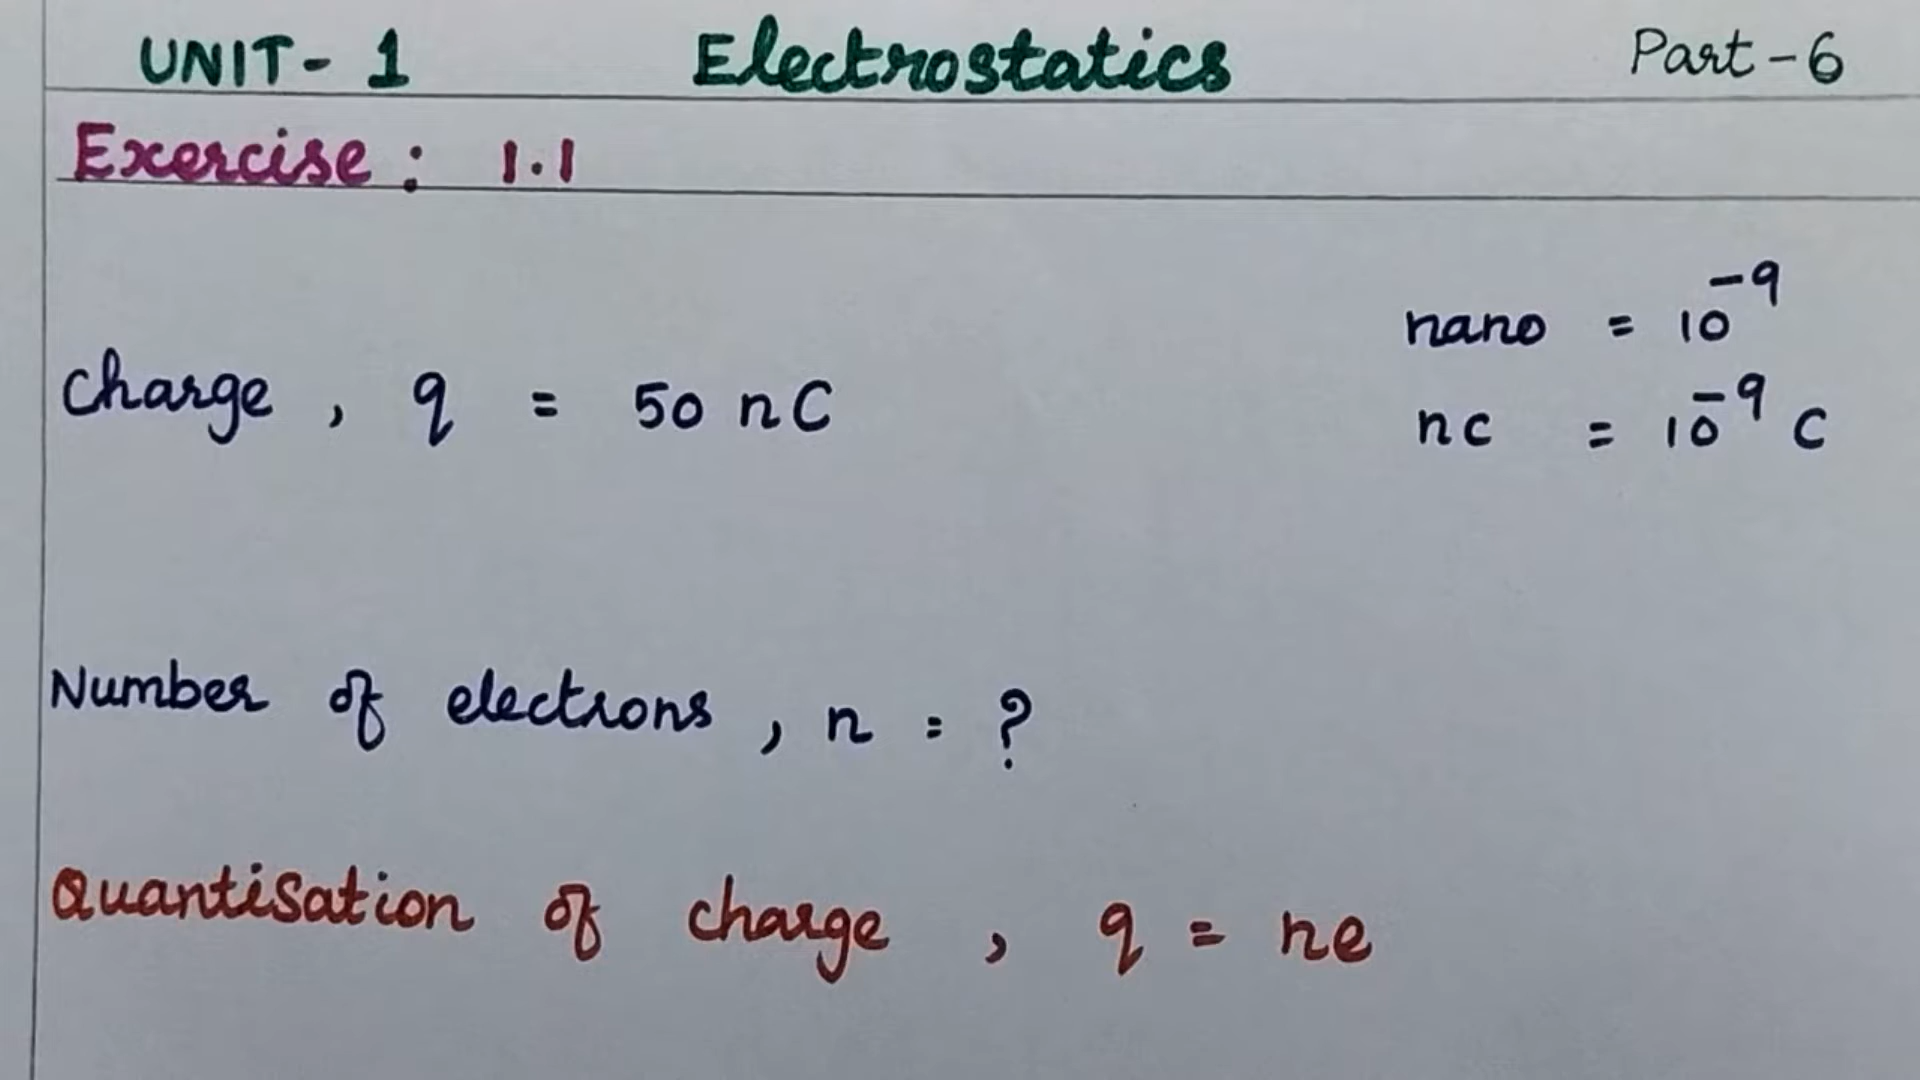 UNIT - 1 Electrostatics Part - 6
Exercise : 1.1
nano = 10⁻⁹
Charge , q = 50 nC
nc = 10⁻⁹ C
Number of electrons , n = ?
Quantisation of charge , q = ne